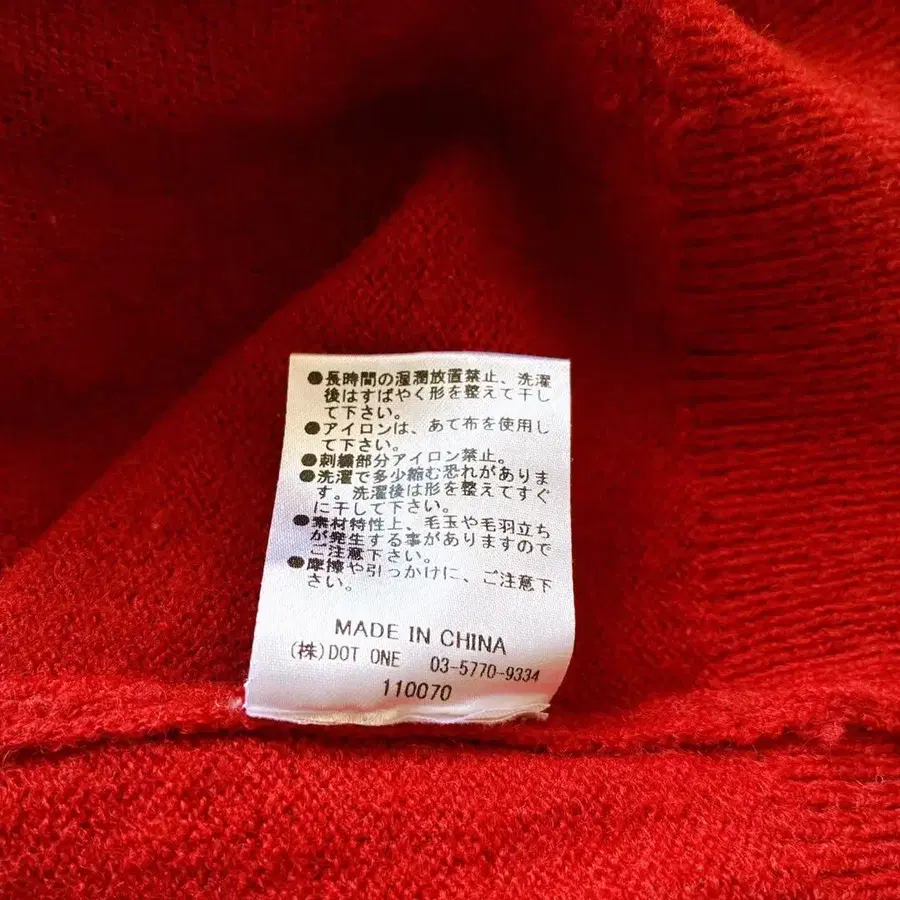 ●長時間の湿潤放置禁止、洗濯
後はすばやく形を整えて干し
て下さい。
●アイロンは、あて布を使用し
て下さい。
●刺繍部分アイロン禁止。
●洗濯で多少縮む恐れがありま
す。洗濯後は形を整えてすぐ
に干して下さい。
●素材特性上、毛玉や毛羽立ち
が発生する事がありますので
ご注意下さい。
●摩擦や引っかけに、ご注意下
さい。
MADE IN CHINA
(株)DOT ONE 03-5770-9334
110070